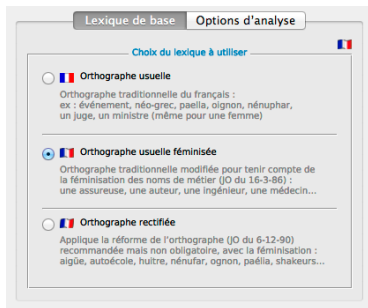 Lexique de base Options d'analyse
Choix du lexique à utiliser
Orthographe usuelle
Orthographe traditionnelle du français :
ex : événement, néo-grec, paella, oignon, nénuphar,
un juge, un ministre (même pour une femme)
Orthographe usuelle féminisée
Orthographe traditionnelle modifiée pour tenir compte de
la féminisation des noms de métier (JO du 16-3-86) :
une assureuse, une auteur, une ingénieur, une médecin...
Orthographe rectifiée
Applique la réforme de l'orthographe (JO du 6-12-90)
recommandée mais non obligatoire, avec la féminisation :
aigüe, autoécole, huitre, nénufar, ognon, paélia, shakeurs...